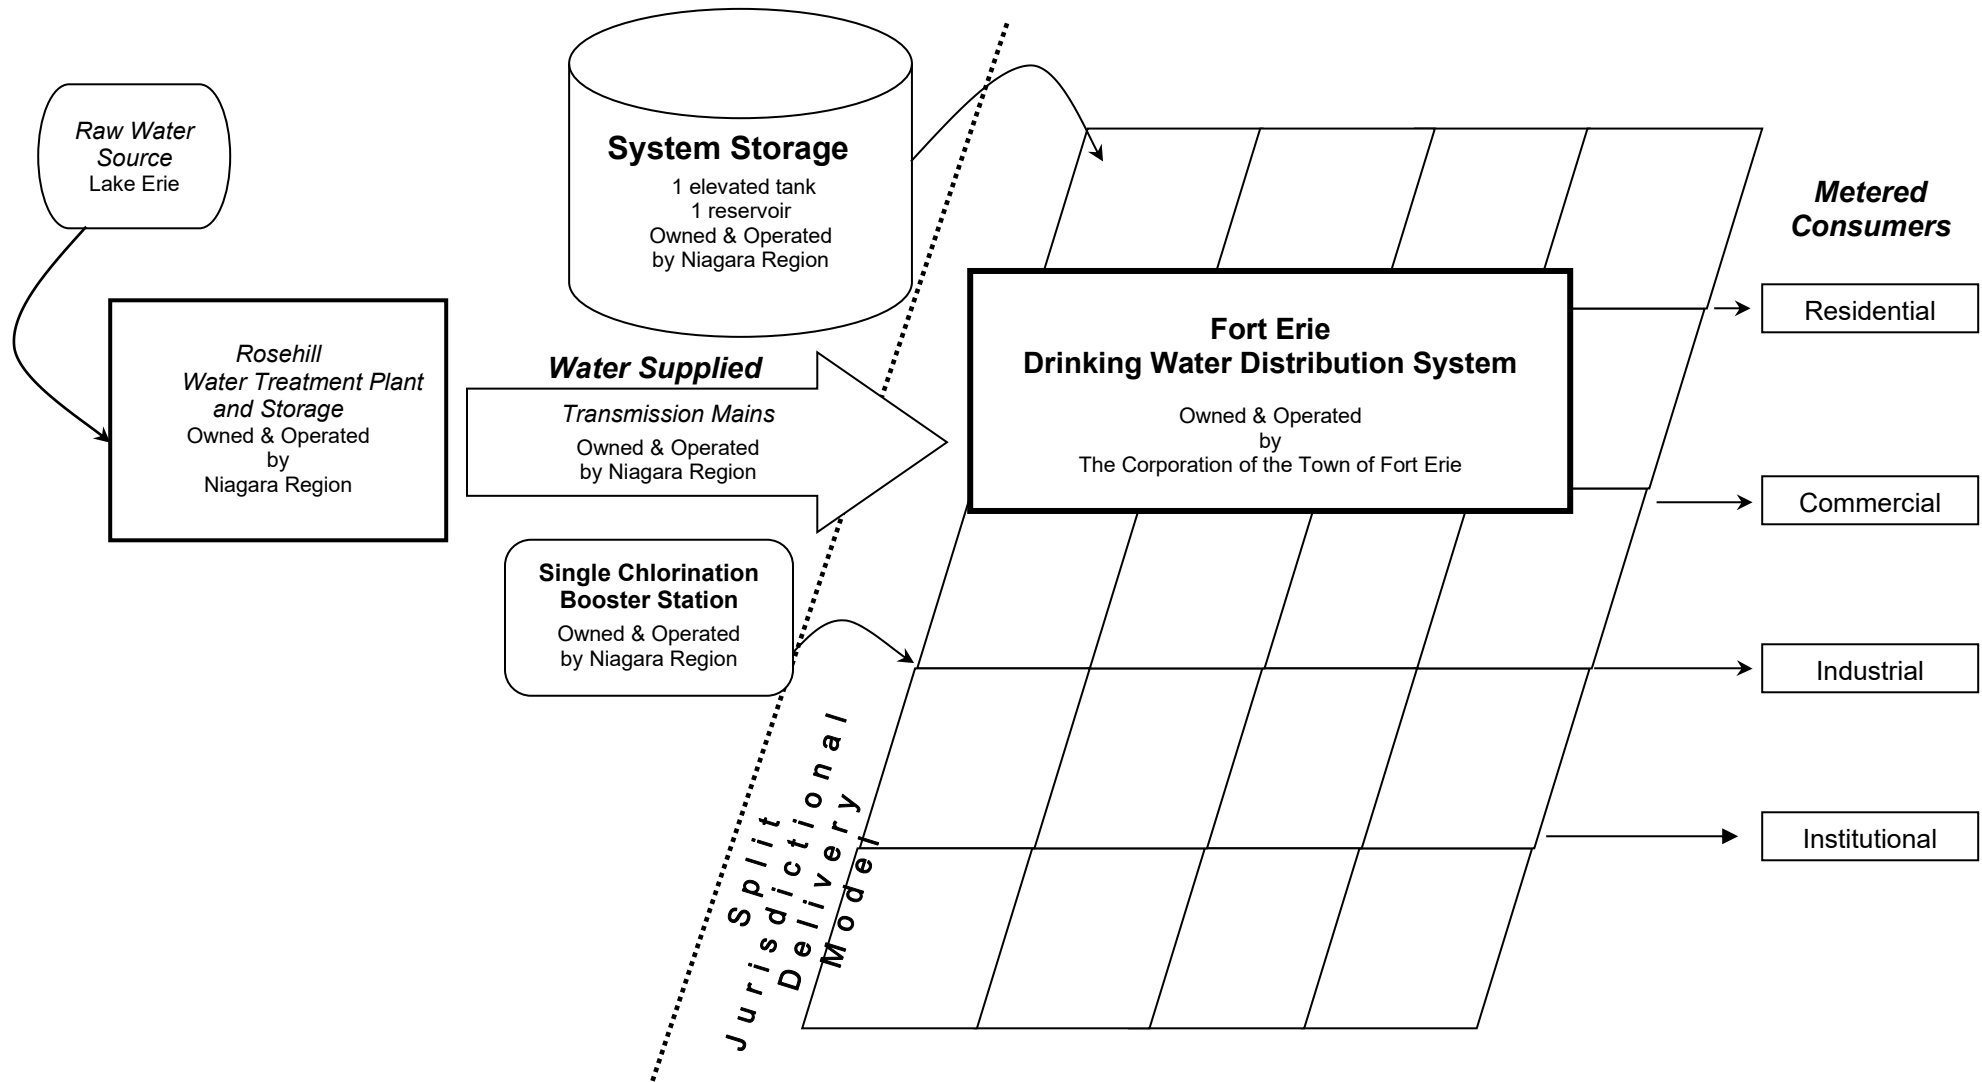 Raw Water
Source
Lake Erie
Rosehill
Water Treatment Plant
and Storage
Owned & Operated
by
Niagara Region
System Storage
1 elevated tank
1 reservoir
Owned & Operated
by Niagara Region
Water Supplied
Transmission Mains
Owned & Operated
by Niagara Region
Single Chlorination
Booster Station
Owned & Operated
by Niagara Region
Split
Jurisdictional
Delivery
Model
Fort Erie
Drinking Water Distribution System
Owned & Operated
by
The Corporation of the Town of Fort Erie
Metered
Consumers
Residential
Commercial
Industrial
Institutional